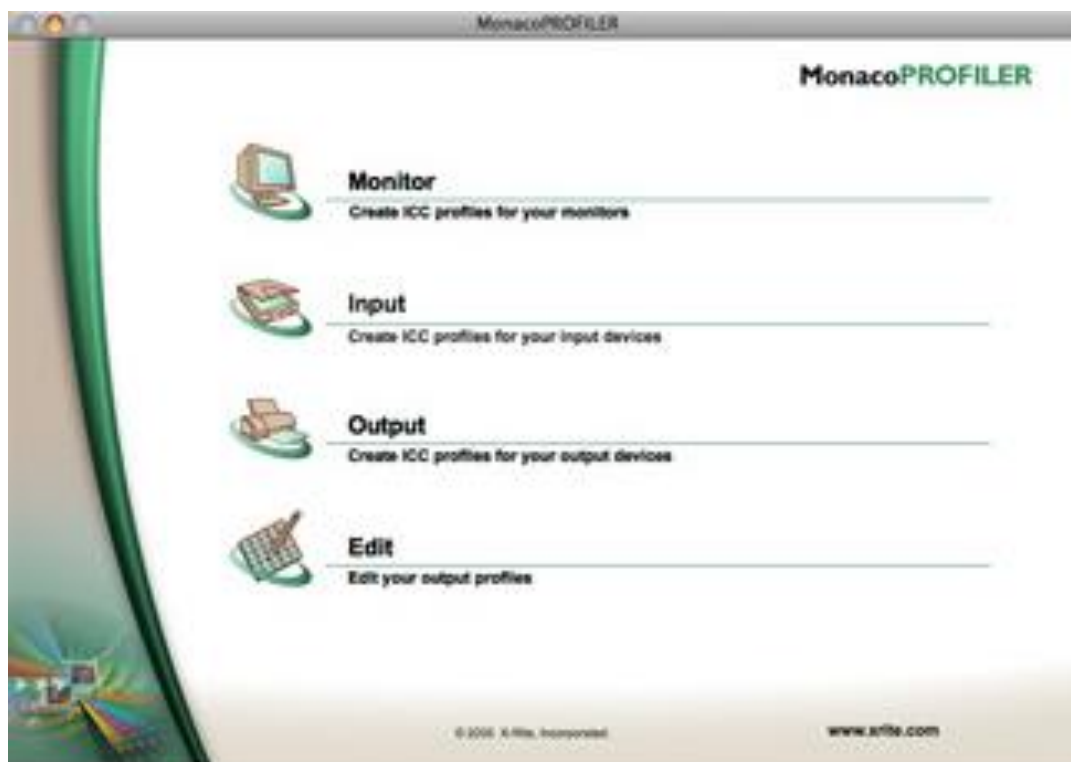 MonacoPROFILER
MonacoPROFILER
Monitor
Create ICC profiles for your monitors
Input
Create ICC profiles for your input devices
Output
Create ICC profiles for your output devices
Edit
Edit your output profiles
© X-Rite, Incorporated.
www.xrite.com